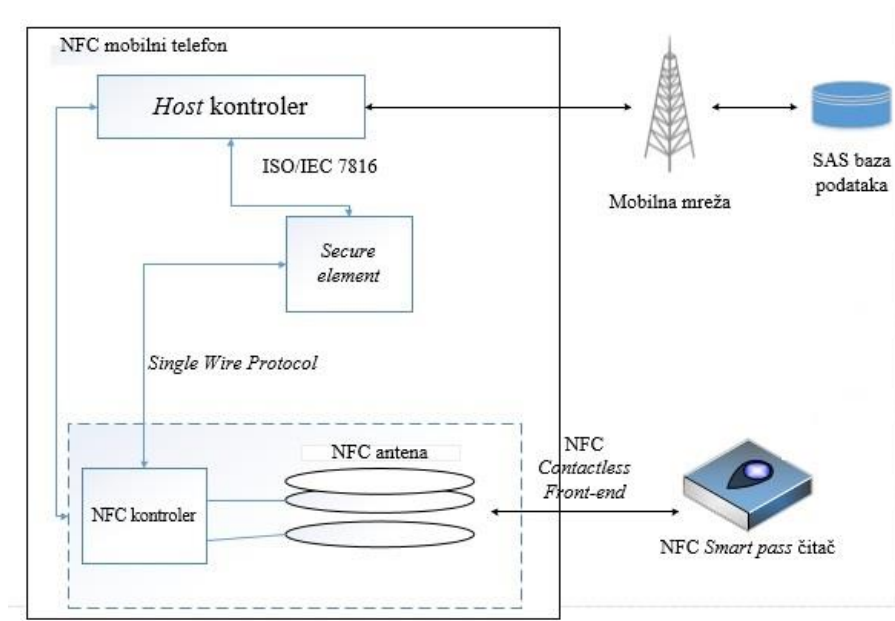 NFC mobilni telefon
Host kontroler
ISO/IEC 7816
Mobilna mreža
SAS baza
podataka
Secure
element
Single Wire Protocol
NFC antena
NFC kontroler
NFC
Contactless
Front-end
NFC Smart pass čitač